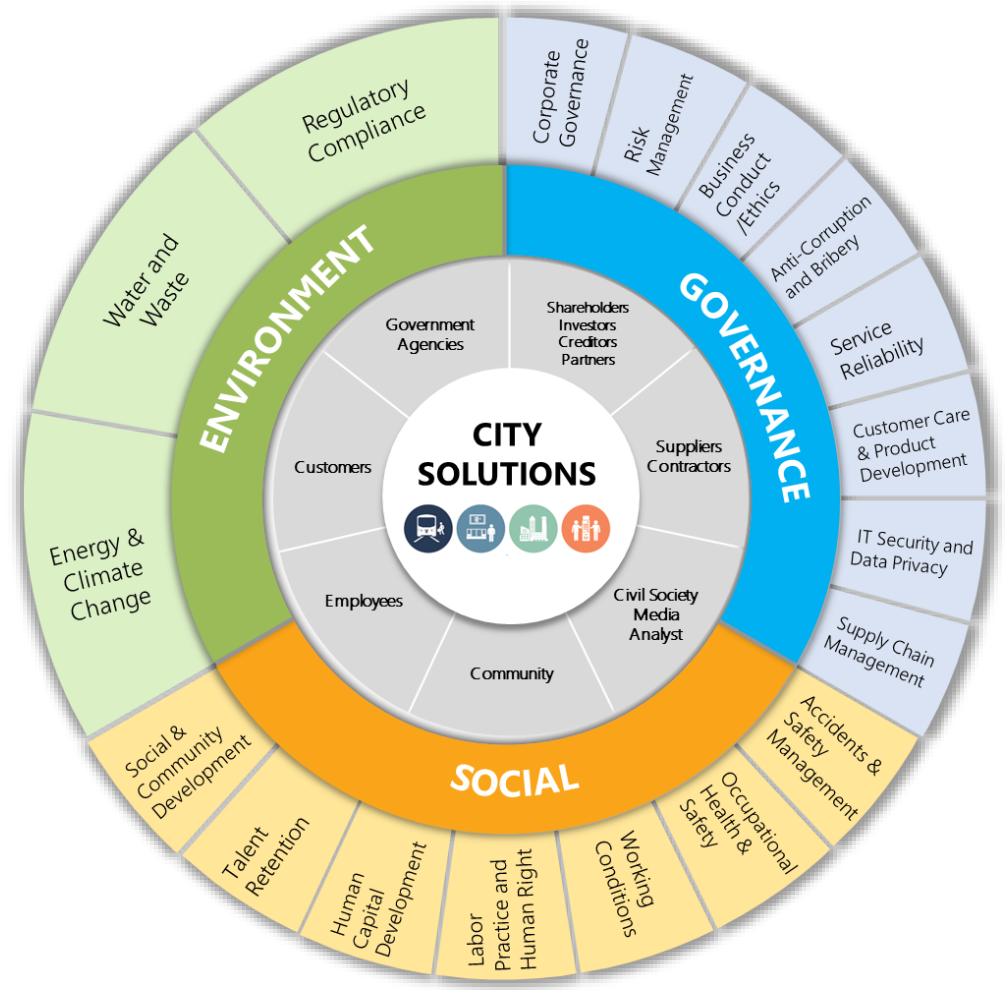 CITY
SOLUTIONS
Shareholders
Investors
Creditors
Partners
Suppliers
Contractors
Civil Society
Media
Analyst
Community
Employees
Customers
Government
Agencies
GOVERNANCE
SOCIAL
ENVIRONMENT
Corporate
Governance
Risk
Management
Business
Conduct
/Ethics
Anti-Corruption
and Bribery
Service
Reliability
Customer Care
& Product
Development
IT Security and
Data Privacy
Supply Chain
Management
Accidents &
Safety
Management
Occupational
Health &
Safety
Working
Conditions
Labor
Practice and
Human Right
Human
Capital
Development
Talent
Retention
Social &
Community
Development
Energy &
Climate
Change
Water and
Waste
Regulatory
Compliance